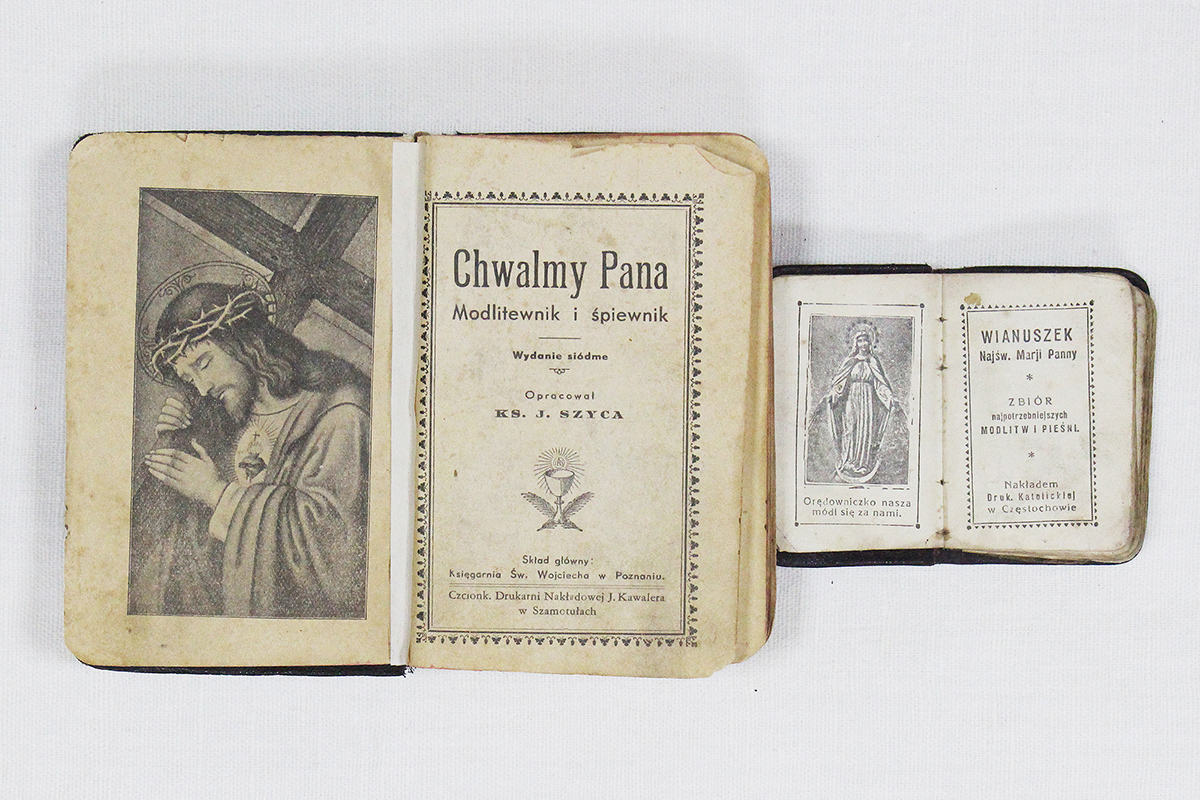 Chwalmy Pana
Modlitewnik i śpiewnik
Wydanie siódme
Opracował
KS. J. SZYCA
Skład główny:
Księgarnia Św. Wojciecha w Poznaniu.
Czcionk. Drukarni Nakładowej J. Kawalera
w Szamotułach
Orędowniczko nasza
módl się za nami.
WIANUSZEK
Najśw. Marji Panny
*
ZBIÓR
najpotrzebniejszych
MODLITW I PIEŚNI.
*
Nakładem
Druk. Katolickiej
w Częstochowie